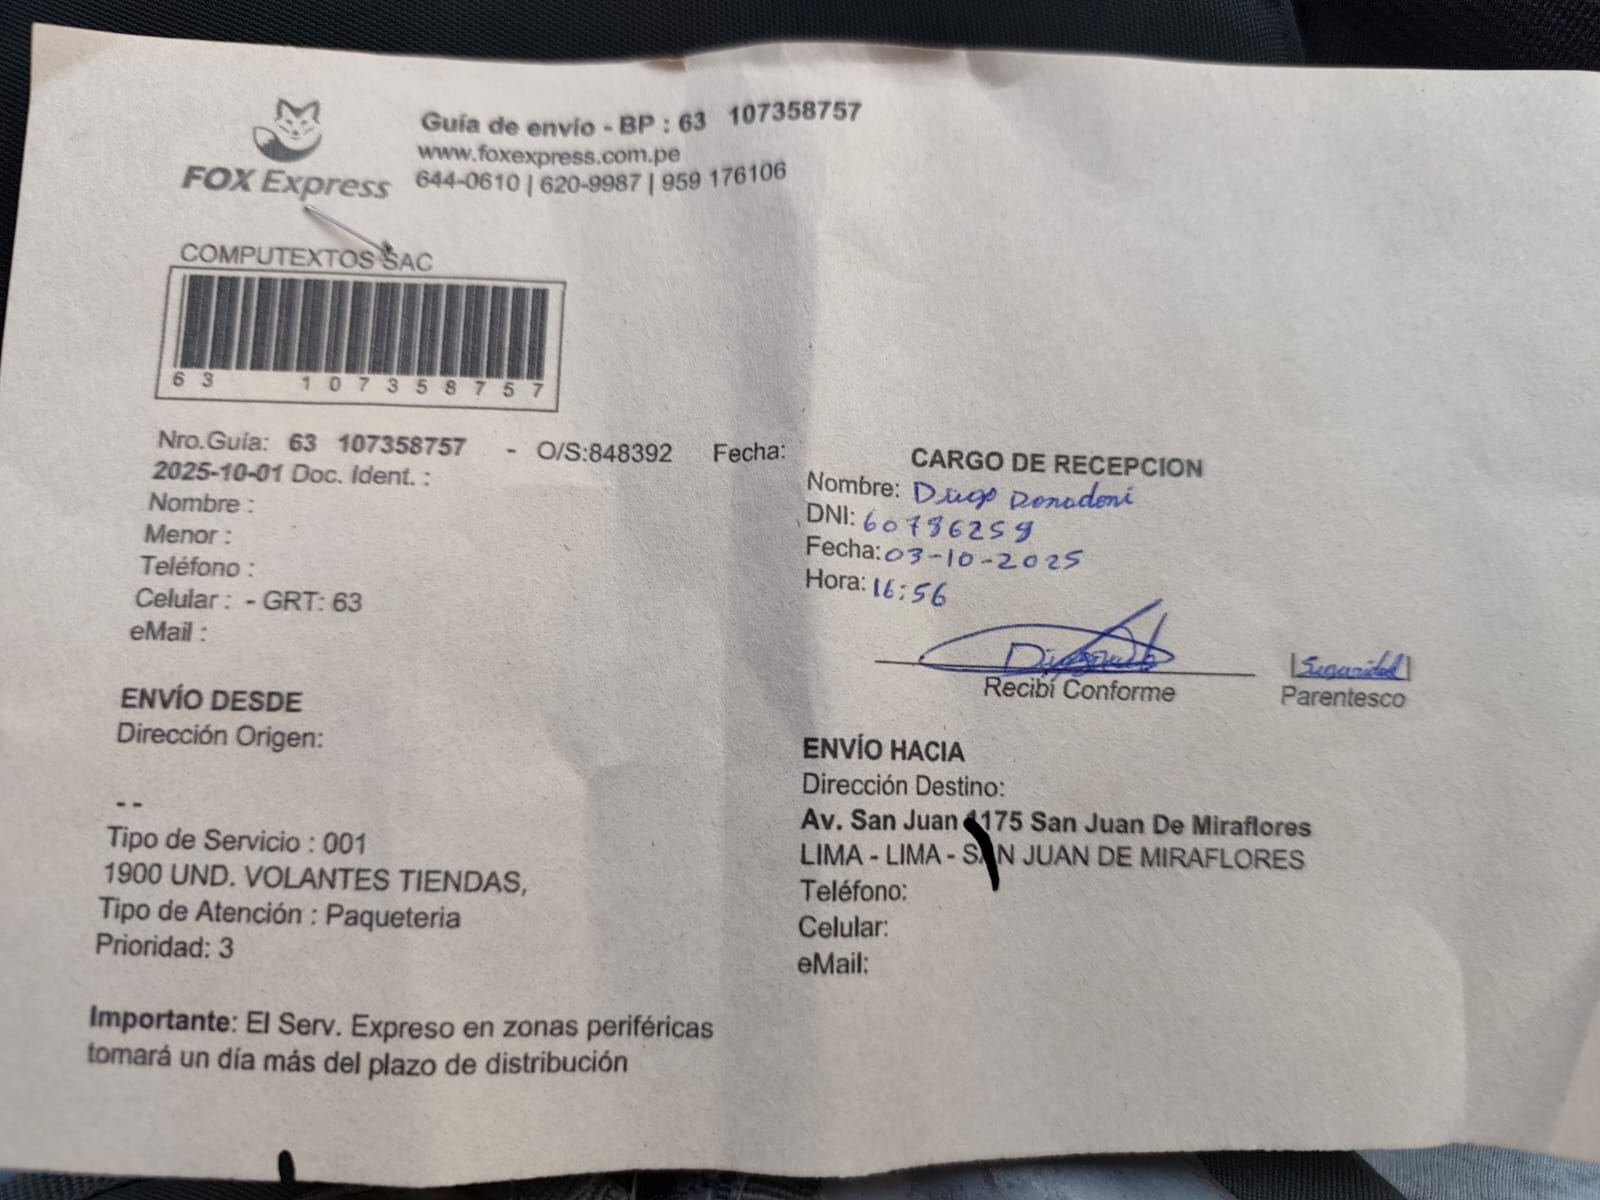 FOX Express
Guía de envío - BP : 63 107358757
www.foxexpress.com.pe
644-0610 | 620-9987 | 959 176106
COMPUTEXTOS SAC
63 107358757
Nro.Guía: 63 107358757 - O/S:848392 Fecha:
2025-10-01 Doc. Ident. :
Nombre :
Menor :
Teléfono :
Celular : - GRT: 63
eMail :
ENVÍO DESDE
Dirección Origen:
--
Tipo de Servicio : 001
1900 UND. VOLANTES TIENDAS,
Tipo de Atención : Paqueteria
Prioridad: 3
Importante: El Serv. Expreso en zonas periféricas
tomará un día más del plazo de distribución
CARGO DE RECEPCION
Nombre: Diego Donadoni
DNI: 60786259
Fecha: 03-10-2025
Hora: 16:56
Recibí Conforme
Seguridad
Parentesco
ENVÍO HACIA
Dirección Destino:
Av. San Juan 1175 San Juan De Miraflores
LIMA - LIMA - SAN JUAN DE MIRAFLORES
Teléfono:
Celular:
eMail: